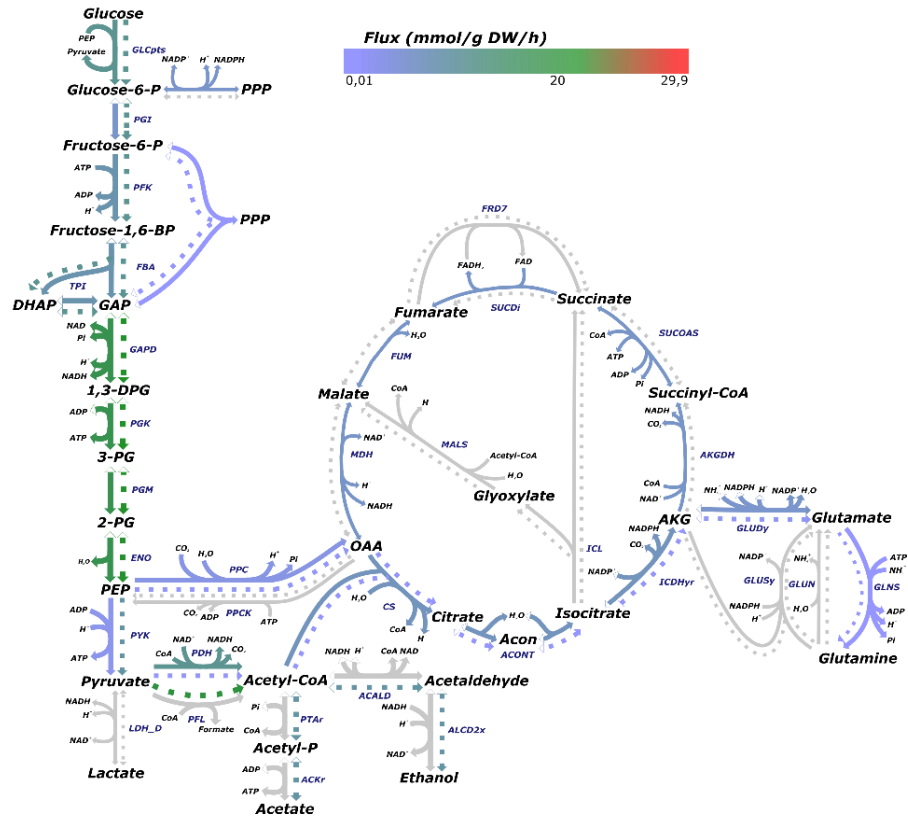 Glucose
Flux (mmol/g DW/h)
0,01 20 29,9
PEP
Pyruvate
GLCpts
NADP⁺ H⁺ NADPH
Glucose-6-P PPP
PGI
Fructose-6-P
ATP
ADP
H⁺
PFK
PPP
Fructose-1,6-BP
FBA
TPI
DHAP GAP
NAD
Pi
GAPD
H⁺
NADH
1,3-DPG
ADP
PGK
ATP
3-PG
PGM
2-PG
H₂O
ENO
PEP
ADP
H⁺
PYK
ATP
Pyruvate
CO₂ H₂O PPC H⁺ Pi
CO₂ ADP PPCK ATP
OAA
CoA NAD⁺ PDH NADH CO₂
Acetyl-CoA
CoA PFL Formate
NADH
H⁺
LDH_D
NAD⁺
Lactate
Pi
PTAr
CoA
Acetyl-P
ADP
ACKr
ATP
Acetate
NADH H⁺ CoA NAD
ACALD
Acetaldehyde
NADH
H⁺
ALCD2x
NAD⁺
Ethanol
H₂O
CS
CoA
H
Citrate
H₂O
Acon
ACONT
Isocitrate
NADP⁺
CO₂
NADPH
ICDHyr
AKG
NAD⁺
CoA
AKGDH
CO₂
NADH
Succinyl-CoA
CoA
SUCOAS
ATP
ADP
Pi
Succinate
FRD7
FADH₂ FAD
SUCDi
Fumarate
H₂O
FUM
Malate
NAD⁺
MDH
H
NADH
CoA
H
MALS
Acetyl-CoA
H₂O
Glyoxylate
ICL
NH₄⁺ NADPH H⁺ NADP⁺ H₂O
GLUDy
Glutamate
NADP
GLUSy
NADPH
H⁺
NH₄⁺
GLUN
H₂O
ATP
NH₄⁺
GLNS
ADP
H⁺
Pi
Glutamine